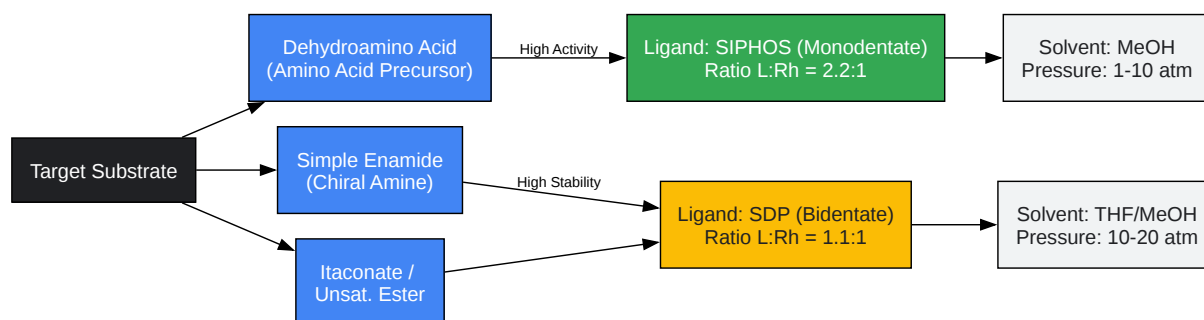 Target Substrate
Dehydroamino Acid
(Amino Acid Precursor)
High Activity
Ligand: SIPHOS (Monodentate)
Ratio L:Rh = 2.2:1
Solvent: MeOH
Pressure: 1-10 atm
Simple Enamide
(Chiral Amine)
High Stability
Ligand: SDP (Bidentate)
Ratio L:Rh = 1.1:1
Solvent: THF/MeOH
Pressure: 10-20 atm
Itaconate /
Unsat. Ester